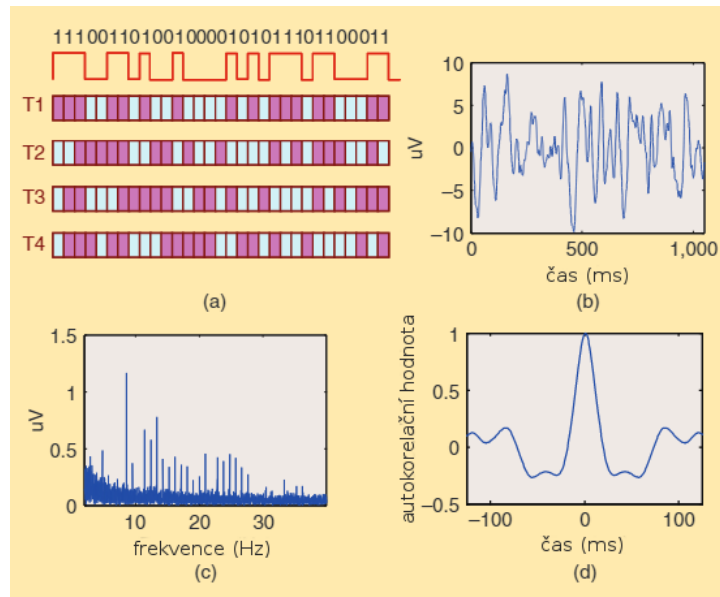 1110011010010000101011101100011
T1
T2
T3
T4
(a)
10
5
0
−5
−10
uV
0
500
1,000
čas (ms)
(b)
1.5
1
0.5
0
uV
10
20
30
frekvence (Hz)
(c)
1
0.5
0
−0.5
autokorelační hodnota
−100
0
100
čas (ms)
(d)